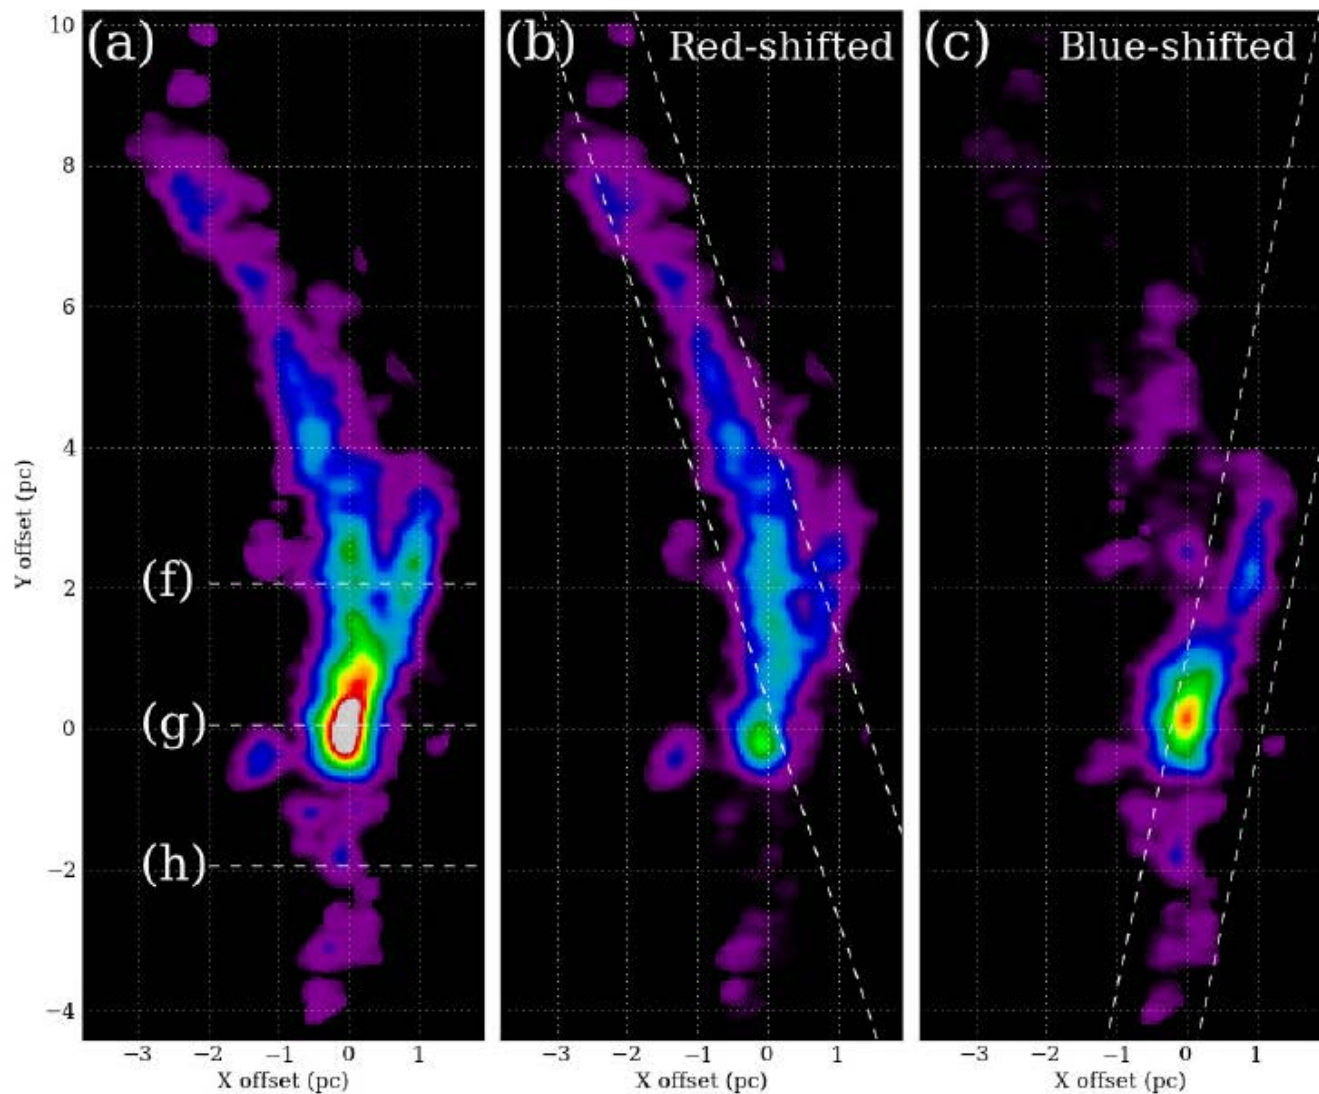 (a)
(b) Red-shifted
(c) Blue-shifted
10
8
6
4
2
0
−2
−4
Y offset (pc)
(f)
(g)
(h)
−3 −2 −1 0 1
X offset (pc)
−3 −2 −1 0 1
X offset (pc)
−3 −2 −1 0 1
X offset (pc)